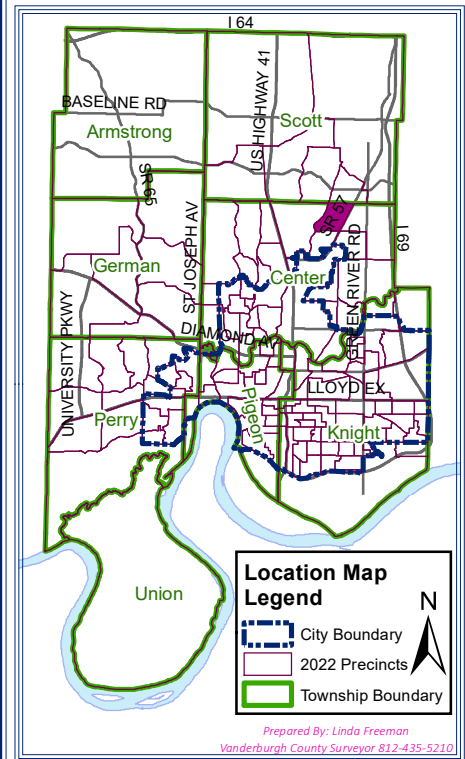 I 64
US HIGHWAY 41
BASELINE RD
Armstrong
Scott
SR 65
ST JOSEPH AV
SR 57
GREEN RIVER RD
I 69
German
Center
UNIVERSITY PKWY
DIAMOND AV
LLOYD EX
Perry
Pigeon
Knight
Union
Location Map
Legend
N
City Boundary
2022 Precincts
Township Boundary
Prepared By: Linda Freeman
Vanderburgh County Surveyor 812-435-5210